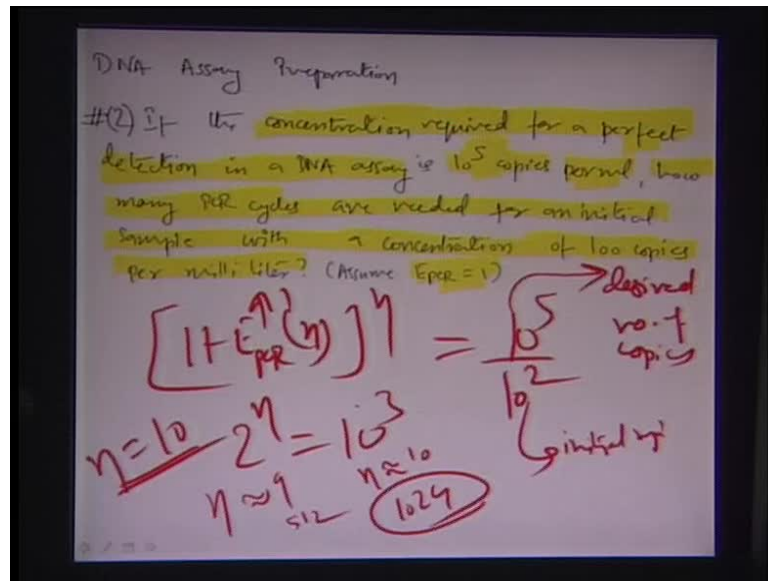 DNA Assay Preparation
#(2) If the concentration required for a perfect
detection in a DNA assay is 10^5 copies per ml, how
many PCR cycles are needed for an initial
sample with a concentration of 100 copies
per milliliter? (Assume E_PCR = 1)
[1+E_PCR(n)]^n = 10^5/10^2
1
desired
no. of
copies
initial
2^n = 10^3
n=10
n≈9
512
n≈10
1024